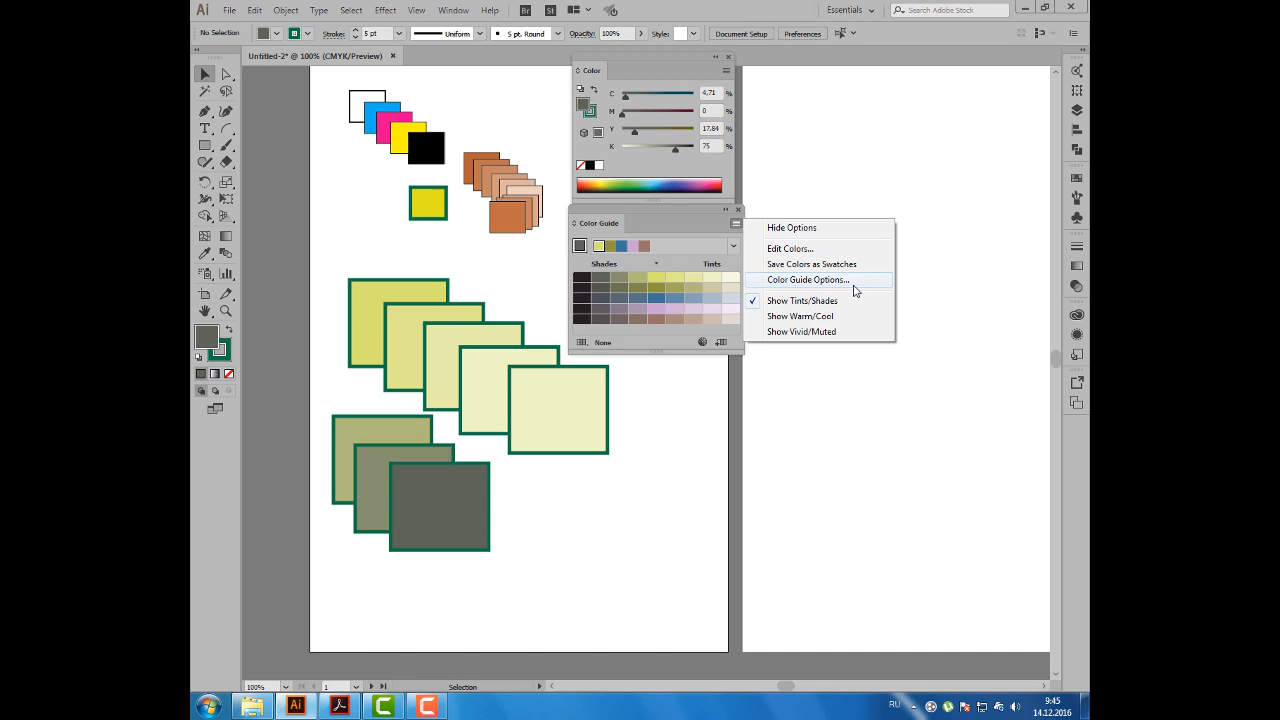 Ai File Edit Object Type Select Effect View Window Help Br St Essentials Search Adobe Stock
No Selection Stroke: 5 pt Uniform 5 pt. Round Opacity: 100% Style: Document Setup Preferences
Untitled-2* @ 100% (CMYK/Preview)
Color
C 4,71 %
M 0 %
Y 17,84 %
K 75 %
Color Guide
Shades Tints
None
Hide Options
Edit Colors...
Save Colors as Swatches
Color Guide Options...
Show Tints/Shades
Show Warm/Cool
Show Vivid/Muted
100% 1 Selection
Ai RU 9:45
14.12.2016